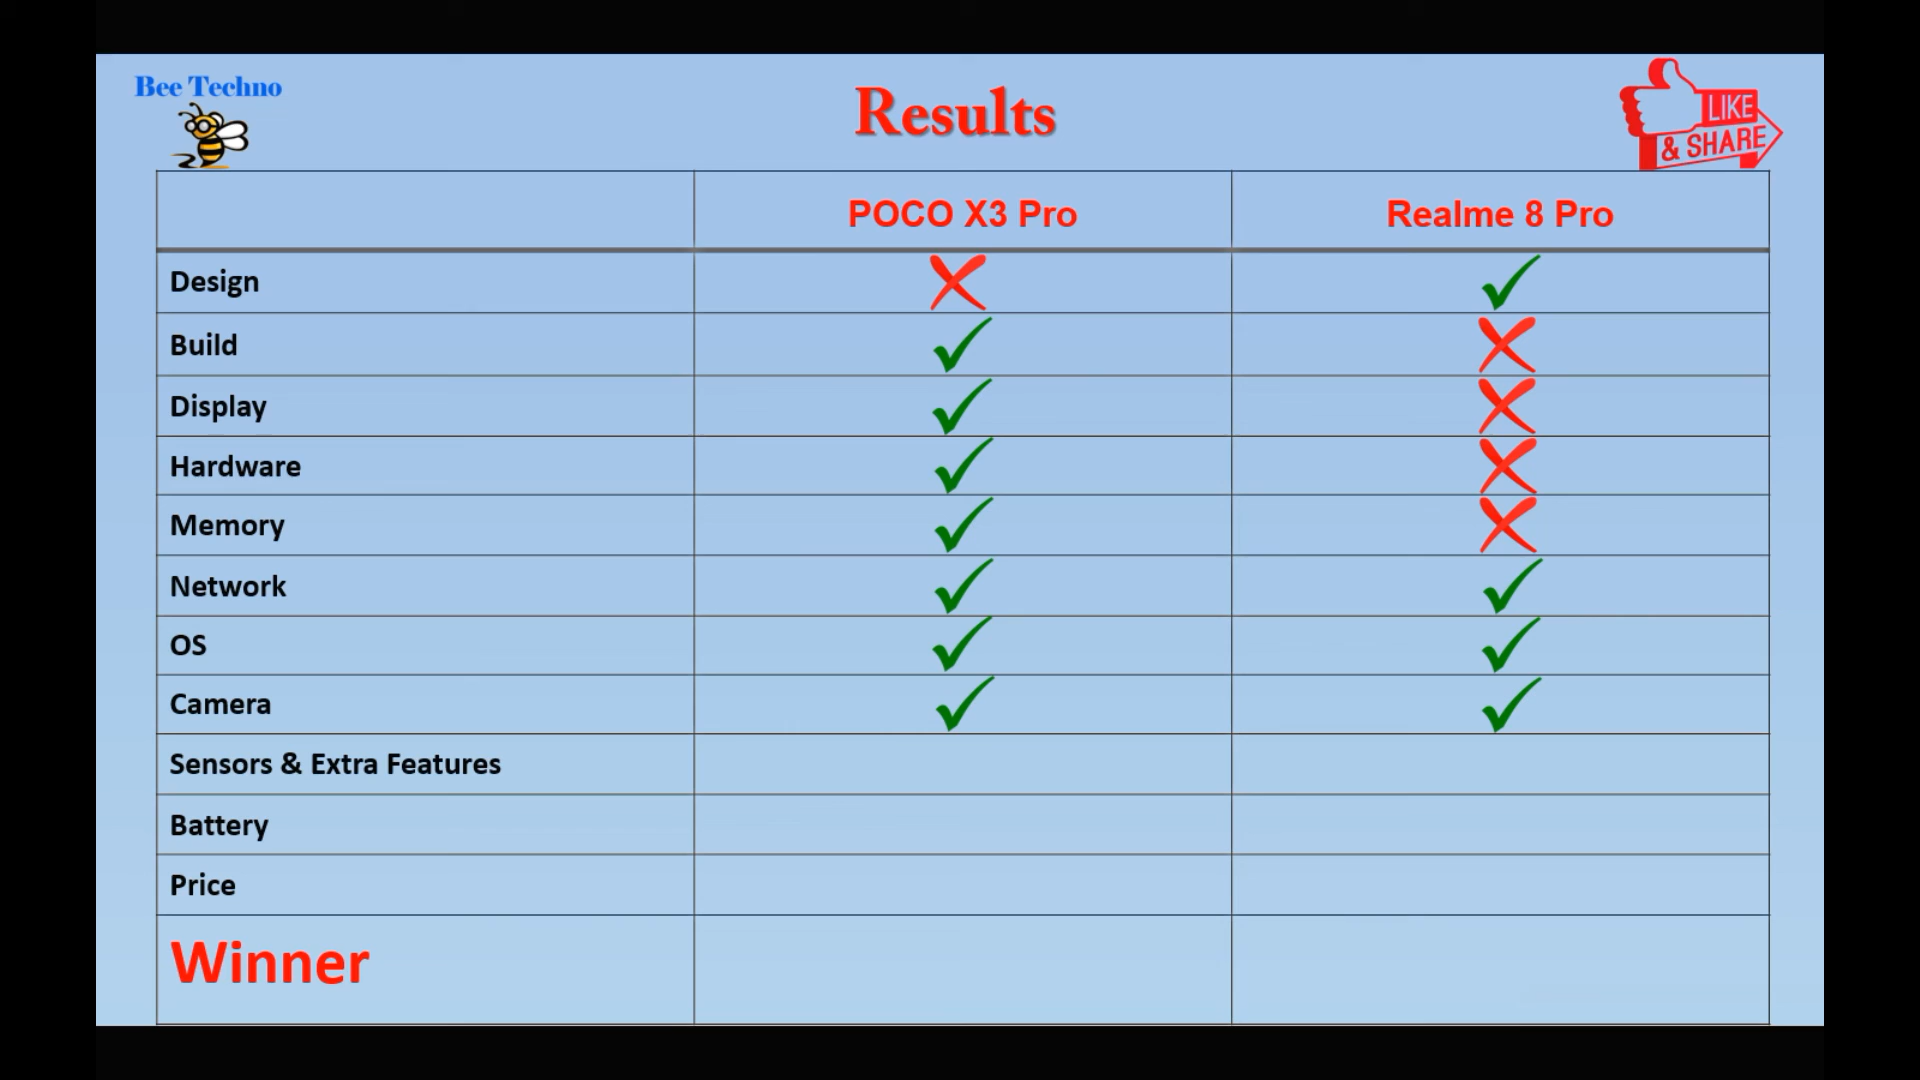 Bee Techno
Results
LIKE
& SHARE
POCO X3 Pro
Realme 8 Pro
Design
Build
Display
Hardware
Memory
Network
OS
Camera
Sensors & Extra Features
Battery
Price
Winner